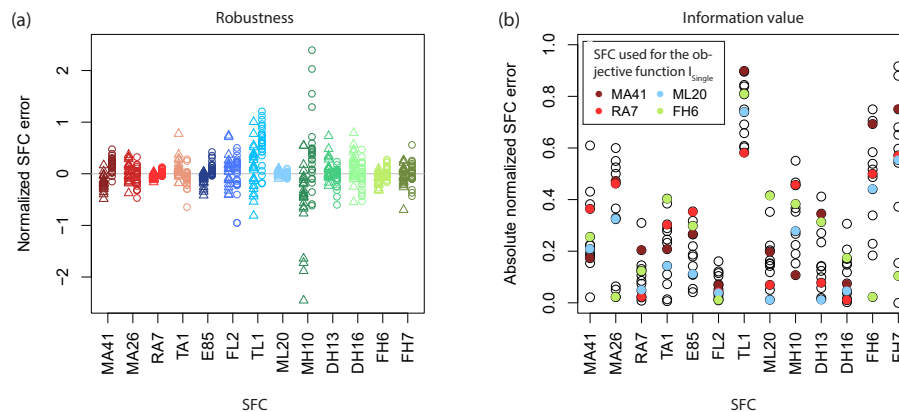 (a)
Robustness
Normalized SFC error
2
1
0
-1
-2
MA41
MA26
RA7
TA1
E85
FL2
TL1
ML20
MH10
DH13
DH16
FH6
FH7
SFC
(b)
Information value
Absolute normalized SFC error
1.0
0.8
0.6
0.4
0.2
0.0
SFC used for the ob-
jective function I Single
MA41 ML20
RA7 FH6
MA41
MA26
RA7
TA1
E85
FL2
TL1
ML20
MH10
DH13
DH16
FH6
FH7
SFC